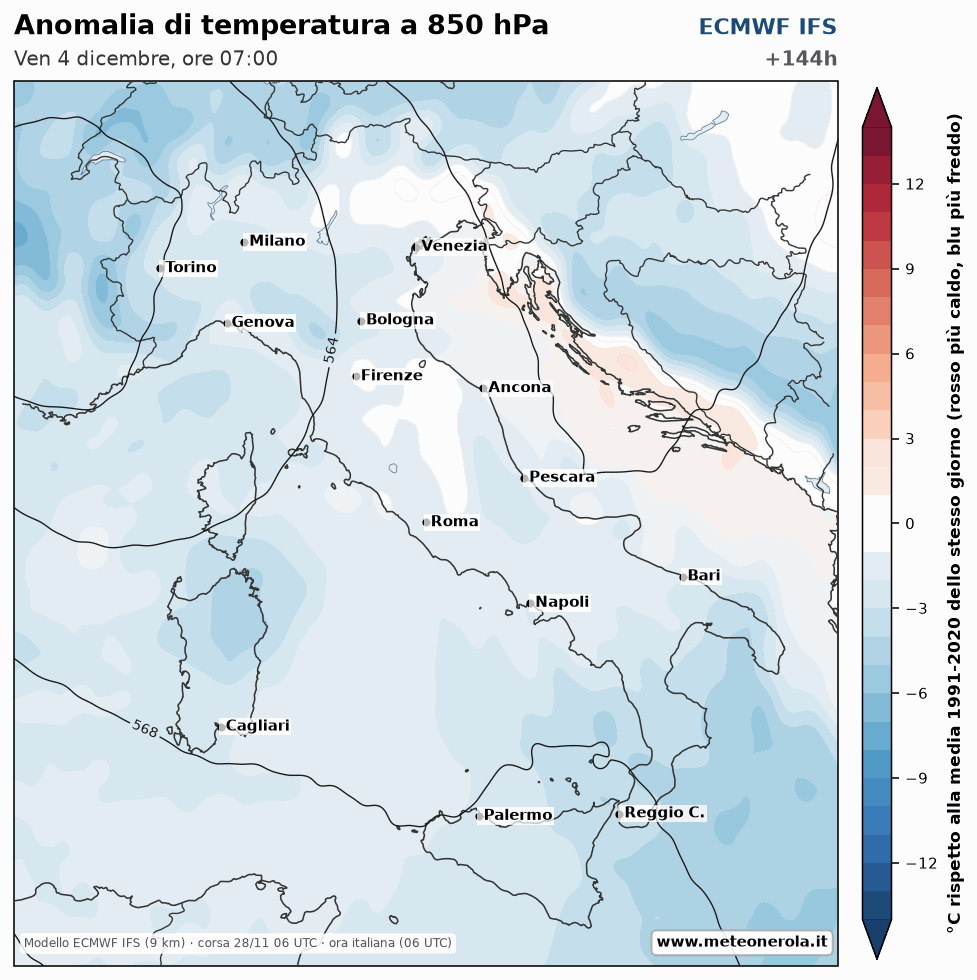 Anomalia di temperatura a 850 hPa
ECMWF IFS
Ven 4 dicembre, ore 07:00
+144h
Milano
Venezia
Torino
Genova
Bologna
564
Firenze
Ancona
Pescara
Roma
Bari
Napoli
568
Cagliari
Palermo
Reggio C.
12
9
6
3
0
−3
−6
−9
−12
°C rispetto alla media 1991-2020 dello stesso giorno (rosso più caldo, blu più freddo)
Modello ECMWF IFS (9 km) · corsa 28/11 06 UTC · ora italiana (06 UTC)
www.meteonerola.it